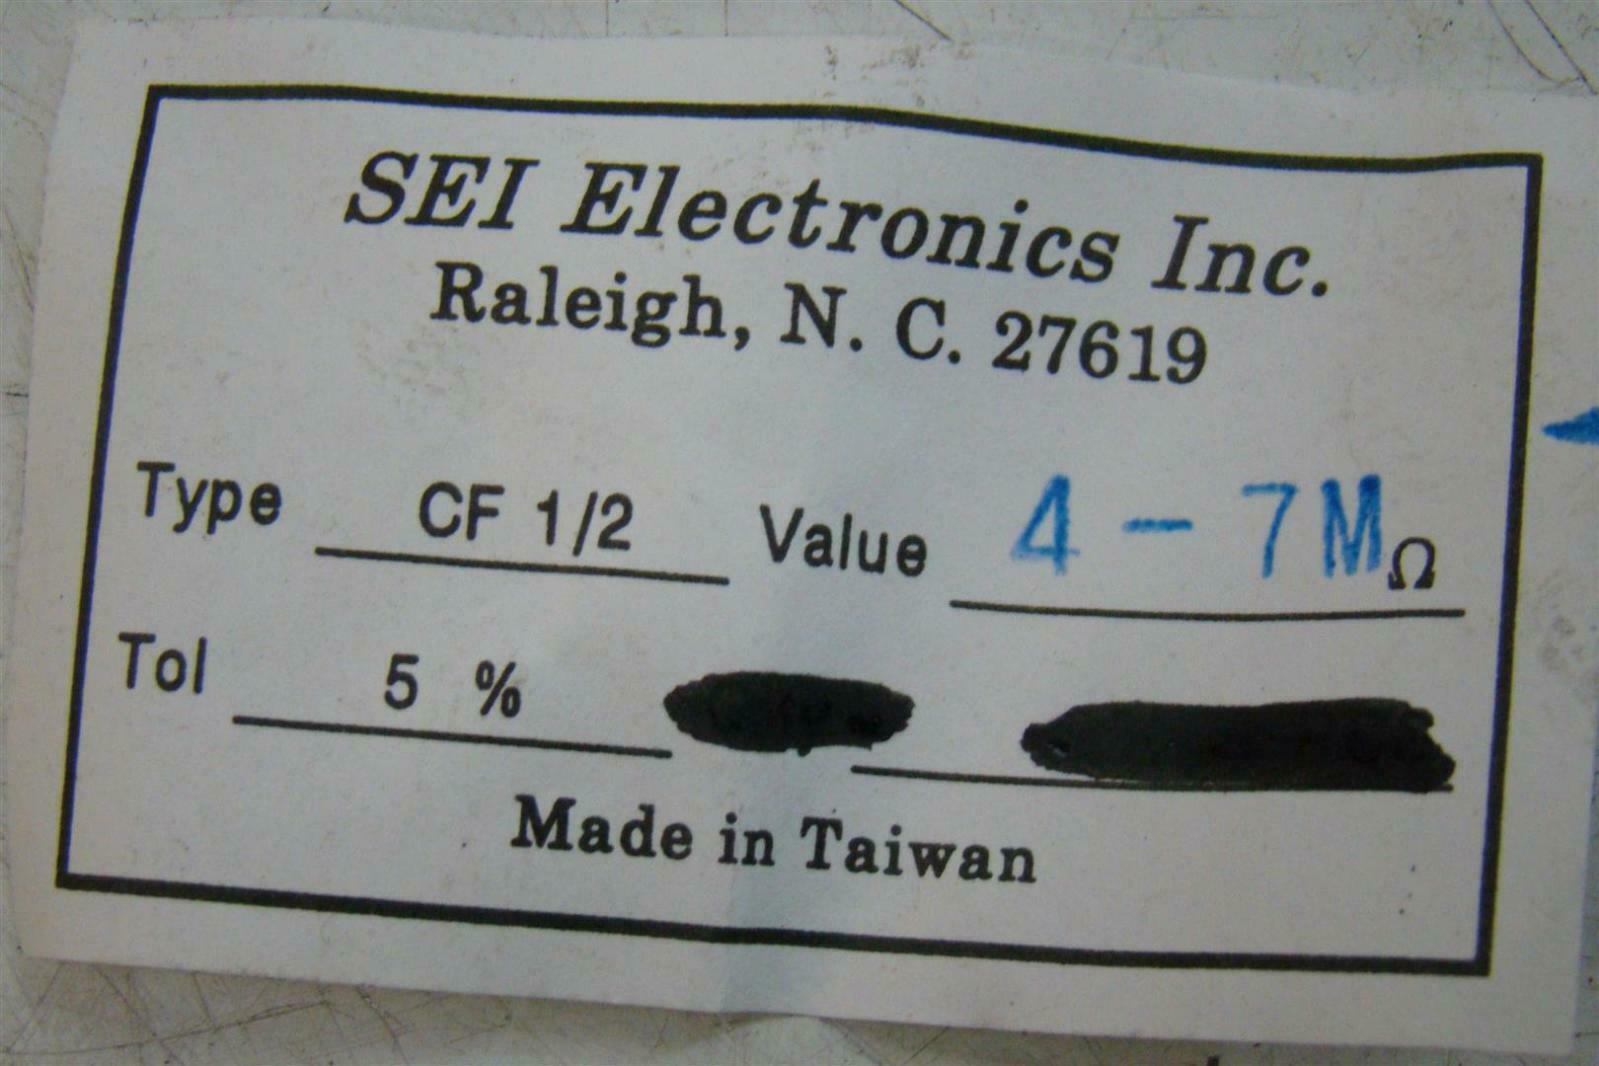 SEI Electronics Inc.
Raleigh, N. C. 27619
Type CF 1/2 Value 4-7MΩ
Tol 5 %
Made in Taiwan